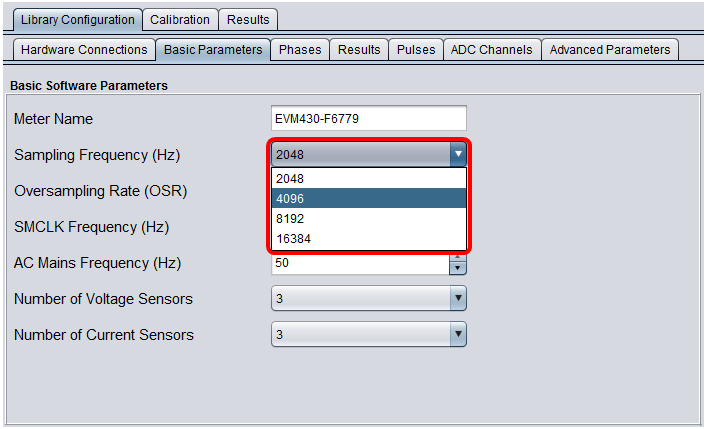 Library Configuration Calibration Results
Hardware Connections Basic Parameters Phases Results Pulses ADC Channels Advanced Parameters
Basic Software Parameters
Meter Name EVM430-F6779
Sampling Frequency (Hz) 2048
2048
Oversampling Rate (OSR) 4096
8192
SMCLK Frequency (Hz)
16384
AC Mains Frequency (Hz) 50
Number of Voltage Sensors 3
Number of Current Sensors 3